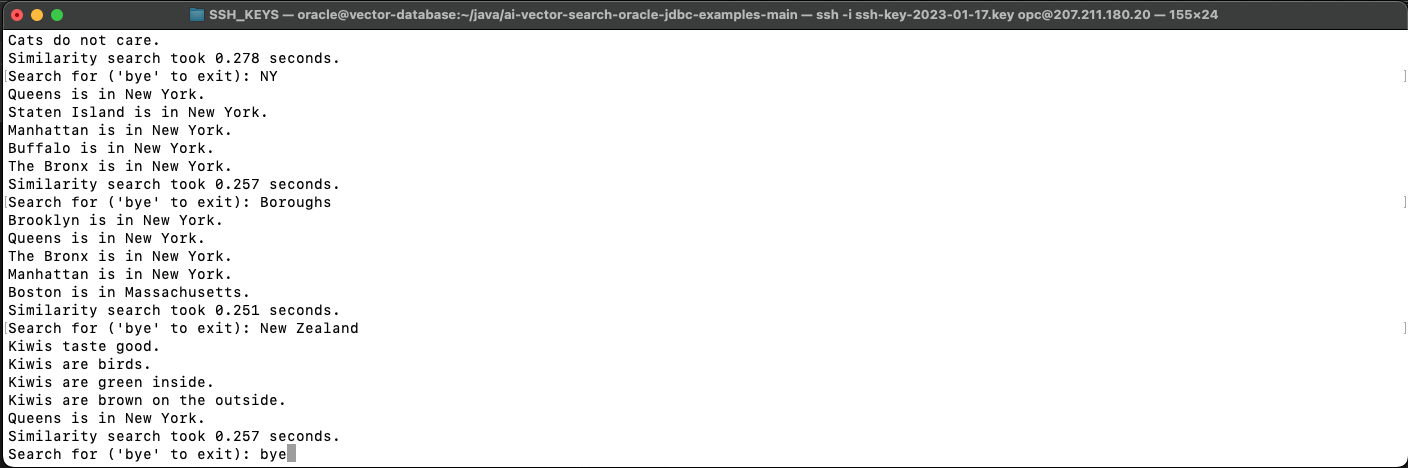 SSH_KEYS — oracle@vector-database:~/java/ai-vector-search-oracle-jdbc-examples-main — ssh -i ssh-key-2023-01-17.key opc@207.211.180.20 — 155×24
Cats do not care.
Similarity search took 0.278 seconds.
[Search for ('bye' to exit): NY ]
Queens is in New York.
Staten Island is in New York.
Manhattan is in New York.
Buffalo is in New York.
The Bronx is in New York.
Similarity search took 0.257 seconds.
[Search for ('bye' to exit): Boroughs ]
Brooklyn is in New York.
Queens is in New York.
The Bronx is in New York.
Manhattan is in New York.
Boston is in Massachusetts.
Similarity search took 0.251 seconds.
[Search for ('bye' to exit): New Zealand ]
Kiwis taste good.
Kiwis are birds.
Kiwis are green inside.
Kiwis are brown on the outside.
Queens is in New York.
Similarity search took 0.257 seconds.
Search for ('bye' to exit): bye